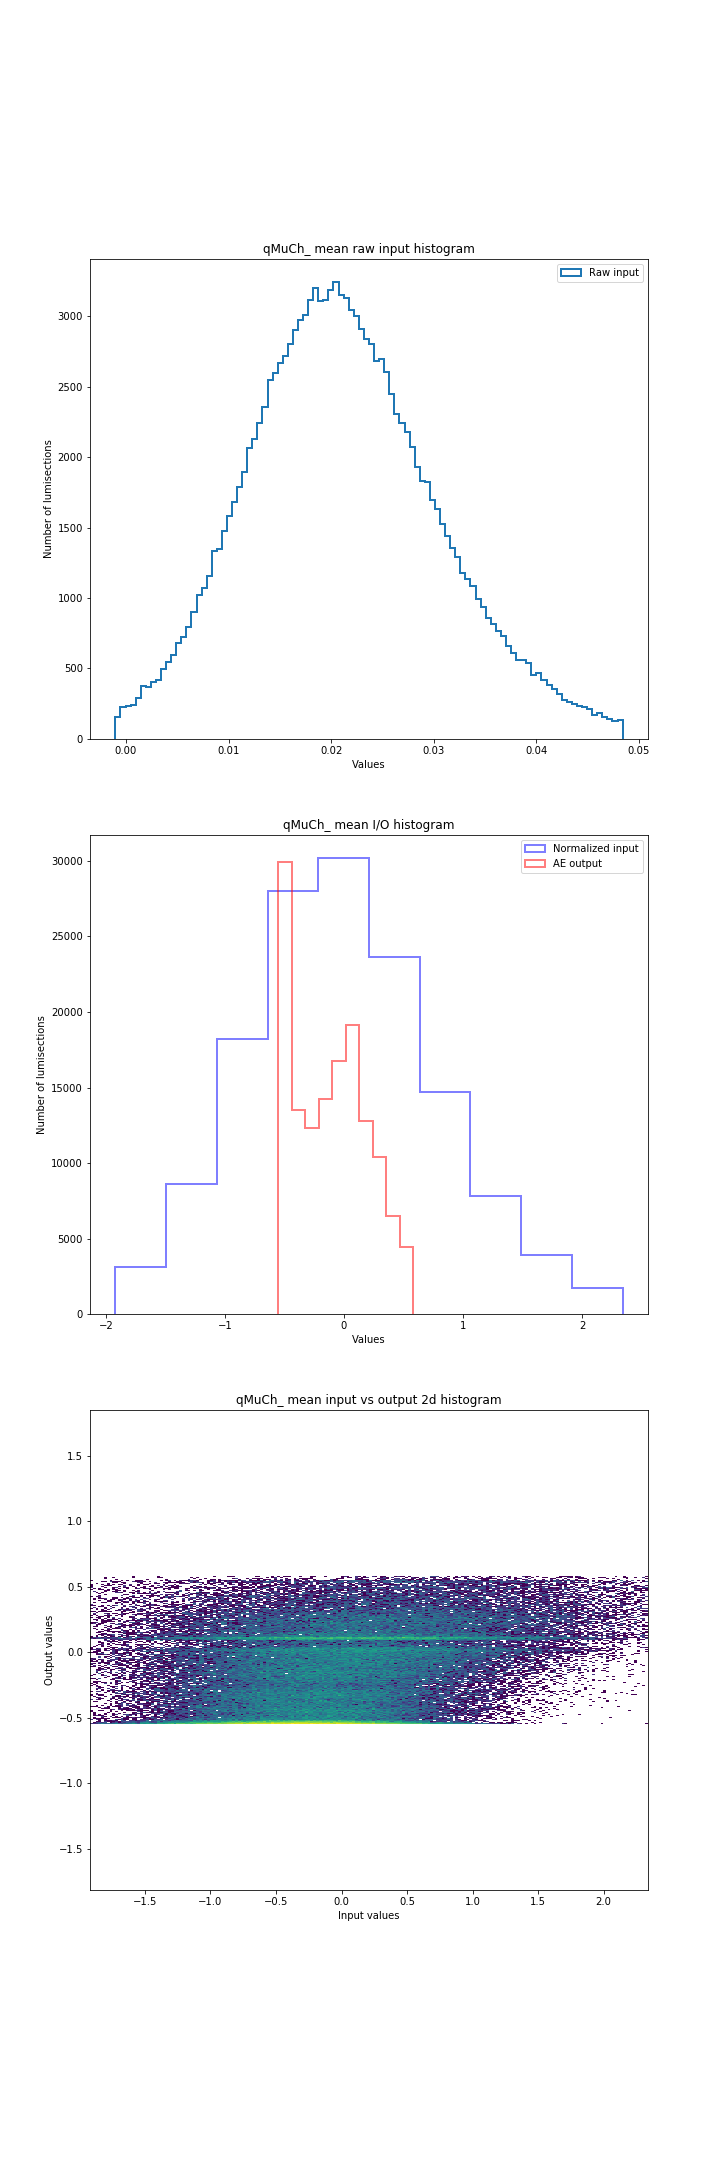 qMuCh_ mean raw input histogram
Raw input
3000
2500
2000
1500
1000
500
0
Number of lumisections
0.00 0.01 0.02 0.03 0.04 0.05
Values
qMuCh_ mean I/O histogram
Normalized input
AE output
30000
25000
20000
15000
10000
5000
0
Number of lumisections
−2 −1 0 1 2
Values
qMuCh_ mean input vs output 2d histogram
1.5
1.0
0.5
0.0
−0.5
−1.0
−1.5
Output values
−1.5 −1.0 −0.5 0.0 0.5 1.0 1.5 2.0
Input values